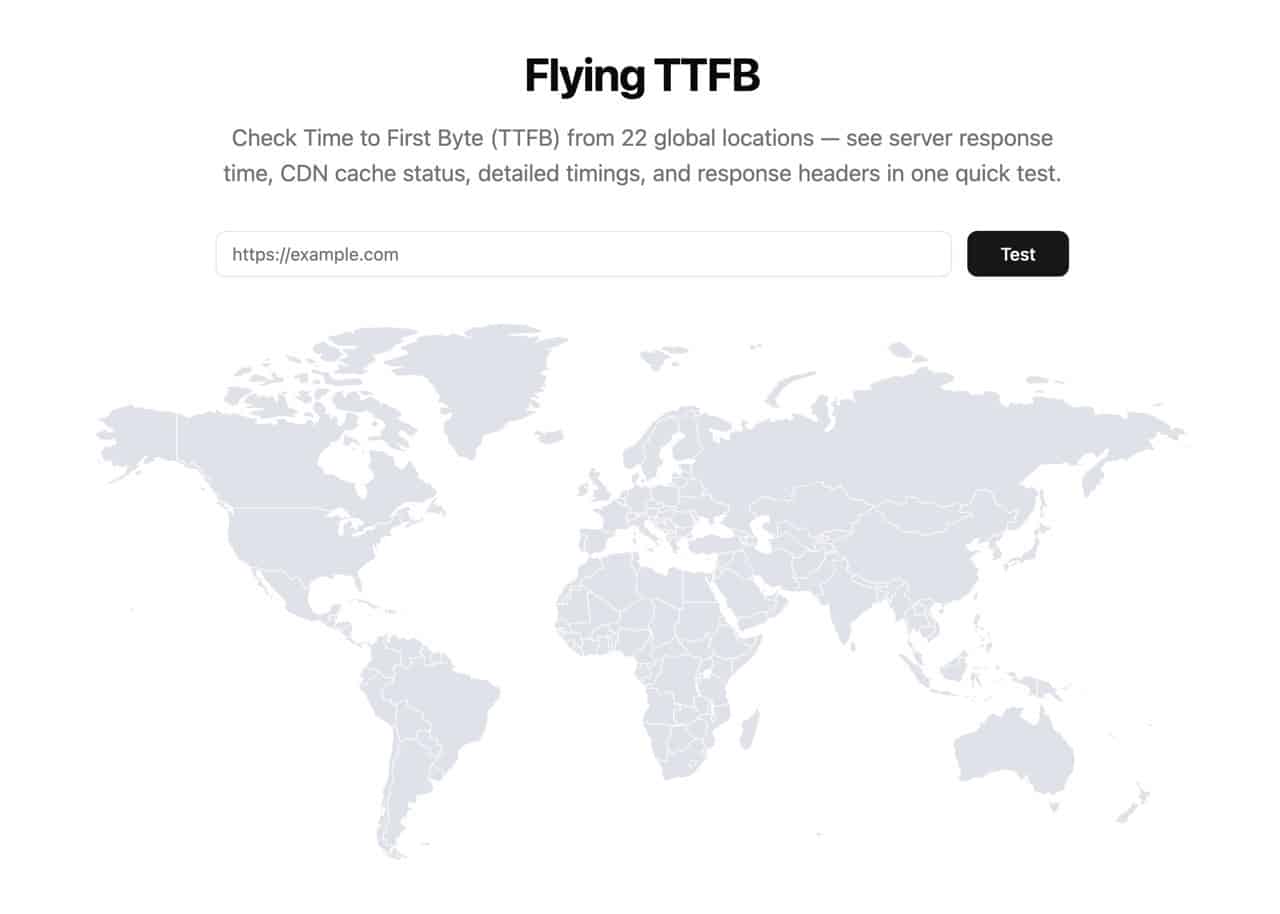 Flying TTFB
Check Time to First Byte (TTFB) from 22 global locations — see server response
time, CDN cache status, detailed timings, and response headers in one quick test.
https://example.com
Test